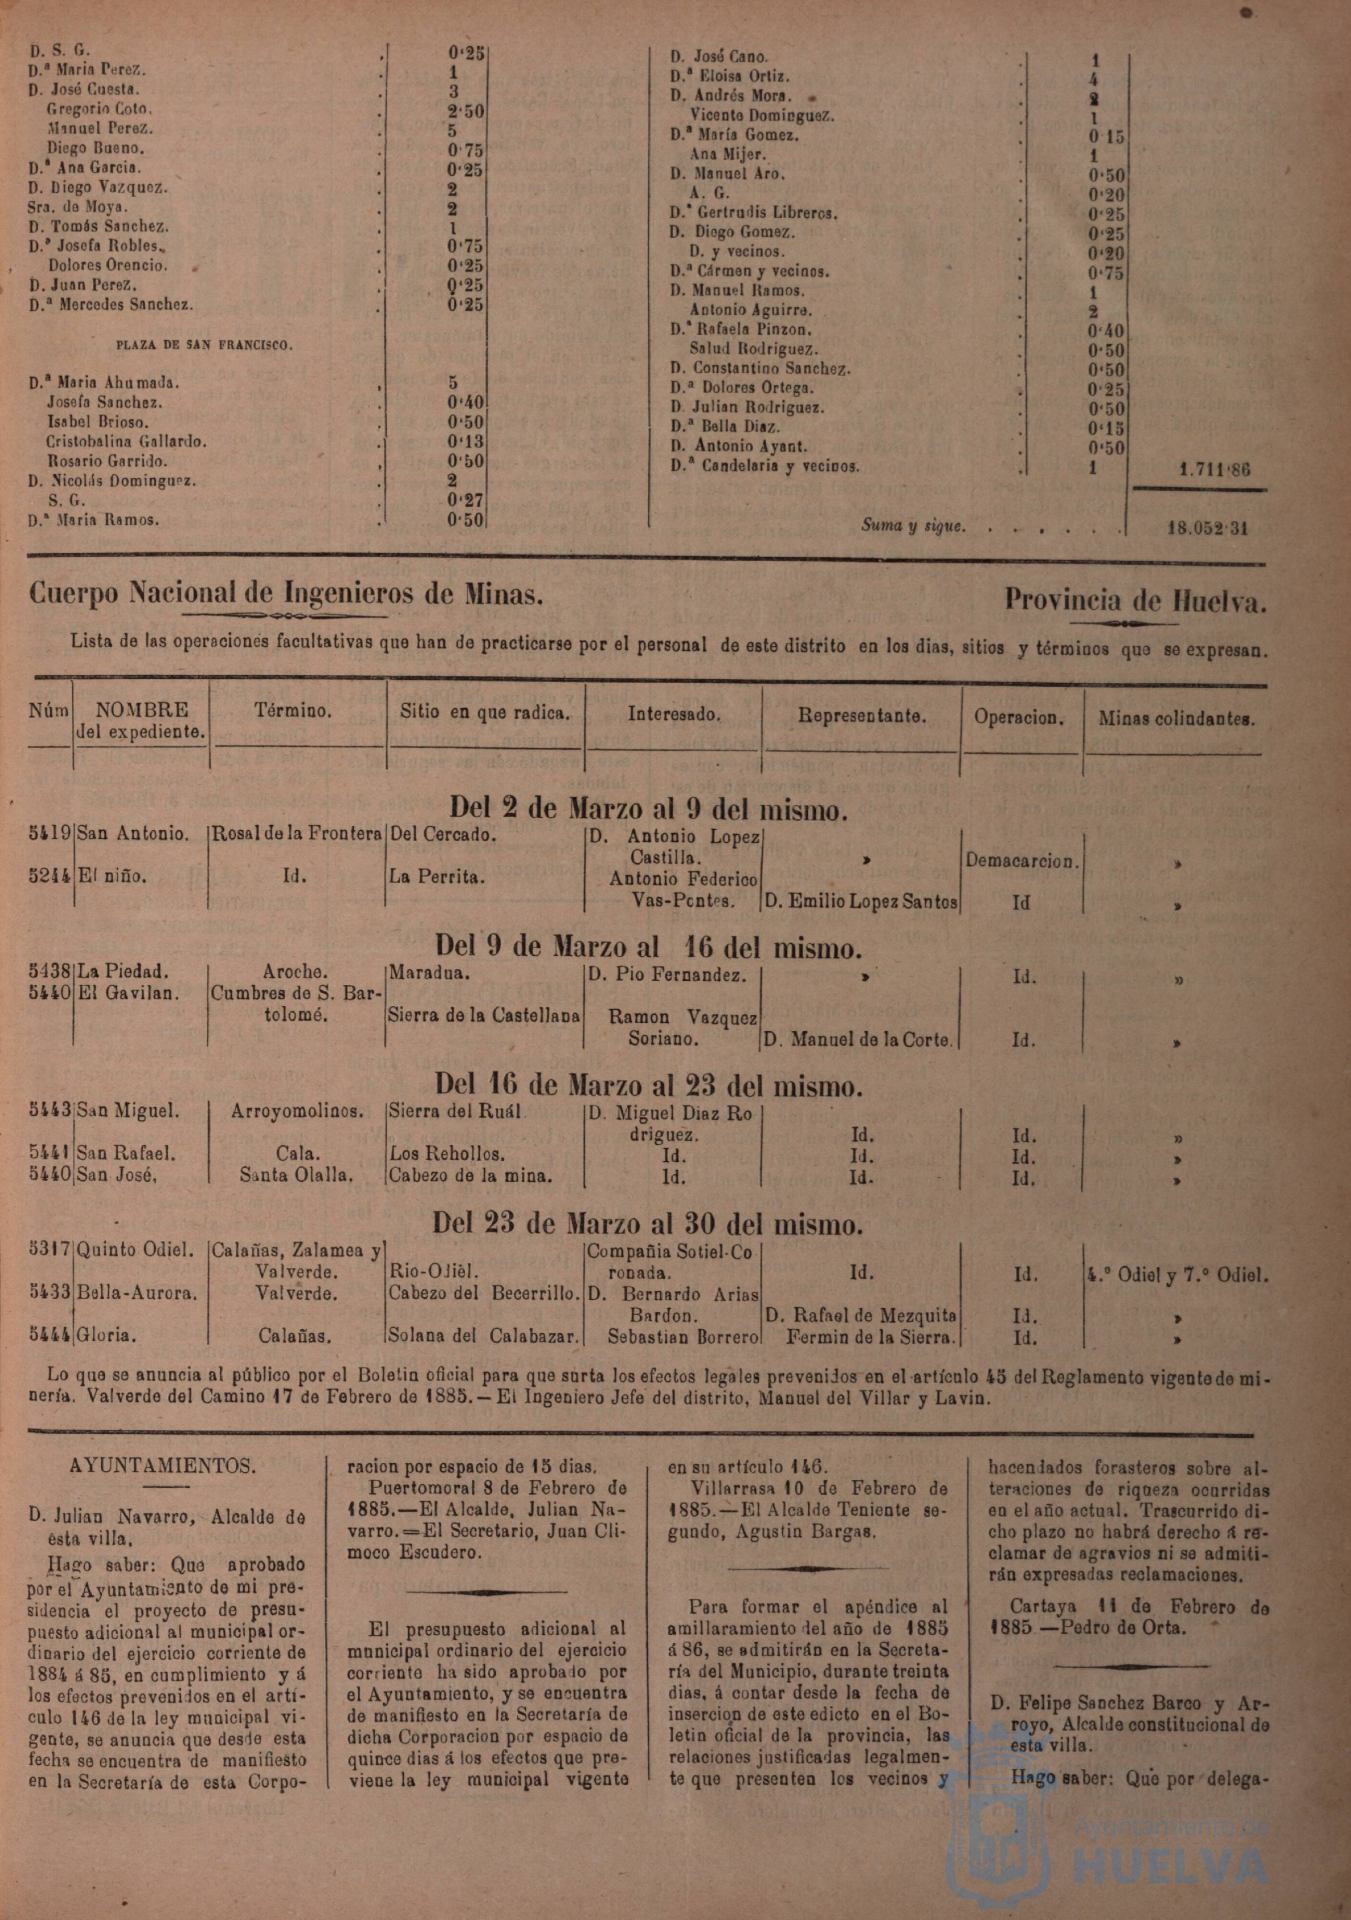 D. S. G. . 0'25
D.ª Maria Perez. . 1
D. José Cuesta. . 3
Gregorio Coto. . 2'50
Manuel Perez. . 5
Diego Bueno. . 0'75
D.ª Ana Garcia. . 0'25
D. Diego Vazquez. . 2
Sra. de Moya. . 2
D. Tomás Sanchez. . 1
D.ª Josefa Robles. . 0'75
Dolores Orencio. . 0'25
D. Juan Perez. . 0'25
D.ª Mercedes Sanchez. . 0'25
PLAZA DE SAN FRANCISCO.
D.ª Maria Ahumada. . 5
Josefa Sanchez. . 0'40
Isabel Brioso. . 0'50
Cristobalina Gallardo. . 0'13
Rosario Garrido. . 0'50
D. Nicolás Dominguez. . 2
S. G. . 0'27
D.ª Maria Ramos. . 0'50
D. José Cano. . 1
D.ª Eloisa Ortiz. . 4
D. Andrés Mora. . 2
Vicente Dominguez. . 1
D.ª María Gomez. . 0'15
Ana Mijer. . 1
D. Manuel Aro. . 0'50
A. G. . 0'20
D.ª Gertrudis Libreros. . 0'25
D. Diego Gomez. . 0'25
D. y vecinos. . 0'20
D.ª Cármen y vecinos. . 0'75
D. Manuel Ramos. . 1
Antonio Aguirre. . 2
D.ª Rafaela Pinzon. . 0'40
Salud Rodriguez. . 0'50
D. Constantino Sanchez. . 0'50
D.ª Dolores Ortega. . 0'25
D. Julian Rodriguez. . 0'50
D.ª Bella Diaz. . 0'15
D. Antonio Ayant. . 0'50
D.ª Candelaria y vecinos. . 1 1.711'86
Suma y sigue. . . . . . . 18.052'31
Cuerpo Nacional de Ingenieros de Minas. Provincia de Huelva.
Lista de las operaciones facultativas que han de practicarse por el personal de este distrito en los dias, sitios y términos que se expresan.
Núm NOMBRE Término. Sitio en que radica. Interesado. Representante. Operacion. Minas colindantes.
del expediente.
Del 2 de Marzo al 9 del mismo.
5419 San Antonio. Rosal de la Frontera Del Cercado. D. Antonio Lopez
Castilla. » Demacarcion. »
5244 El niño. Id. La Perrita. Antonio Federico
Vas-Pontes. D. Emilio Lopez Santos Id »
Del 9 de Marzo al 16 del mismo.
5438 La Piedad. Aroche. Maradua. D. Pio Fernandez. » Id. »
5440 El Gavilan. Cumbres de S. Bar-
tolomé. Sierra de la Castellana Ramon Vazquez
Soriano. D. Manuel de la Corte. Id. »
Del 16 de Marzo al 23 del mismo.
5443 San Miguel. Arroyomolinos. Sierra del Ruál D. Miguel Diaz Ro
driguez. Id. Id. »
5441 San Rafael. Cala. Los Rehollos. Id. Id. Id. »
5440 San José, Santa Olalla. Cabezo de la mina. Id. Id. Id. »
Del 23 de Marzo al 30 del mismo.
5317 Quinto Odiel. Calañas, Zalamea y Compañia Sotiel-Co
Valverde. Rio-Odiél. ronada. Id. Id. 4.º Odiel y 7.º Odiel.
5433 Bella-Aurora. Valverde. Cabezo del Becerrillo. D. Bernardo Arias
Bardon. D. Rafael de Mezquita Id. »
5444 Gloria. Calañas. Solana del Calabazar. Sebastian Borrero Fermin de la Sierra. Id. »
Lo que se anuncia al público por el Boletin oficial para que surta los efectos legales prevenidos en el artículo 45 del Reglamento vigente de mi-
nería. Valverde del Camino 17 de Febrero de 1885.—El Ingeniero Jefe del distrito, Manuel del Villar y Lavin.
AYUNTAMIENTOS.
D. Julian Navarro, Alcalde de
esta villa.
Hago saber: Que aprobado
por el Ayuntamiento de mi pre-
sidencia el proyecto de presu-
puesto adicional al municipal or-
dinario del ejercicio corriente de
1884 á 85, en cumplimiento y á
los efectos prevenidos en el artí-
culo 146 de la ley municipal vi-
gente, se anuncia que desde esta
fecha se encuentra de manifiesto
en la Secretaría de esta Corpo-
racion por espacio de 15 dias.
Puertomoral 8 de Febrero de
1885.—El Alcalde, Julian Na-
varro.=El Secretario, Juan Cli-
moco Escudero.
El presupuesto adicional al
municipal ordinario del ejercicio
corriente ha sido aprobado por
el Ayuntamiento, y se encuentra
de manifiesto en la Secretaría de
dicha Corporacion por espacio de
quince dias á los efectos que pre-
viene la ley municipal vigente
en su artículo 146.
Villarrasa 10 de Febrero de
1885.—El Alcalde Teniente se-
gundo, Agustin Bargas.
Para formar el apéndice al
amillaramiento del año de 1885
á 86, se admitirán en la Secreta-
ría del Municipio, durante treinta
dias, á contar desde la fecha de
insercion de este edicto en el Bo-
letin oficial de la provincia, las
relaciones justificadas legalmen-
te que presenten los vecinos y
hacendados forasteros sobre al-
teraciones de riqueza ocurridas
en el año actual. Trascurrido di-
cho plazo no habrá derecho á re-
clamar de agravios ni se admiti-
rán expresadas reclamaciones.
Cartaya 11 de Febrero de
1885.—Pedro de Orta.
D. Felipe Sanchez Barco y Ar-
royo, Alcalde constitucional de
esta villa.
Hago saber: Que por delega-
Ayuntamiento de
HUELVA